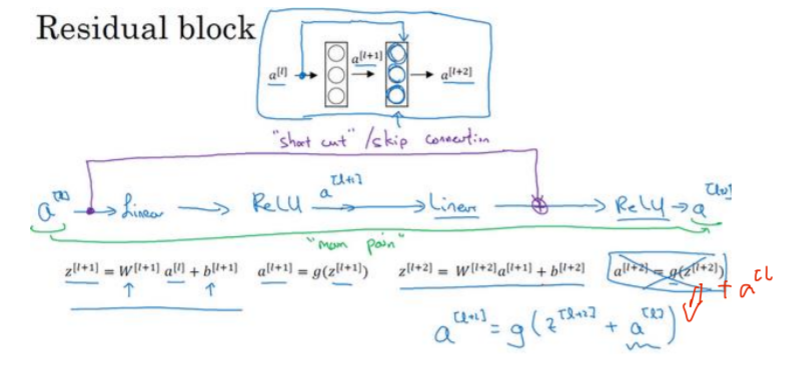 Residual block
a^[l] a^[l+1] a^[l+2]
"short cut" / skip connection
a^[l] → Linear → ReLU a^[l+1] → Linear → ⊕ → ReLU → a^[l+2]
"main path"
z^[l+1] = W^[l+1] a^[l] + b^[l+1] a^[l+1] = g(z^[l+1]) z^[l+2] = W^[l+2] a^[l+1] + b^[l+2] a^[l+2] = g(z^[l+2])
+ a^[l
a^[l+2] = g(z^[l+2] + a^[l])